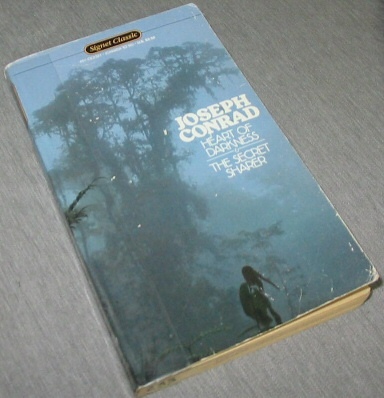 Signet Classic
JOSEPH
CONRAD
HEART OF
DARKNESS
THE SECRET
SHARER